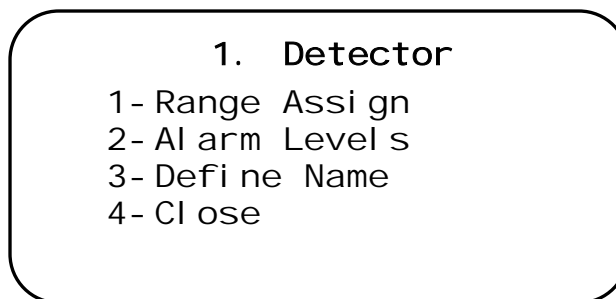 1. Detector
1-Range Assign
2-Alarm Levels
3-Define Name
4-Close